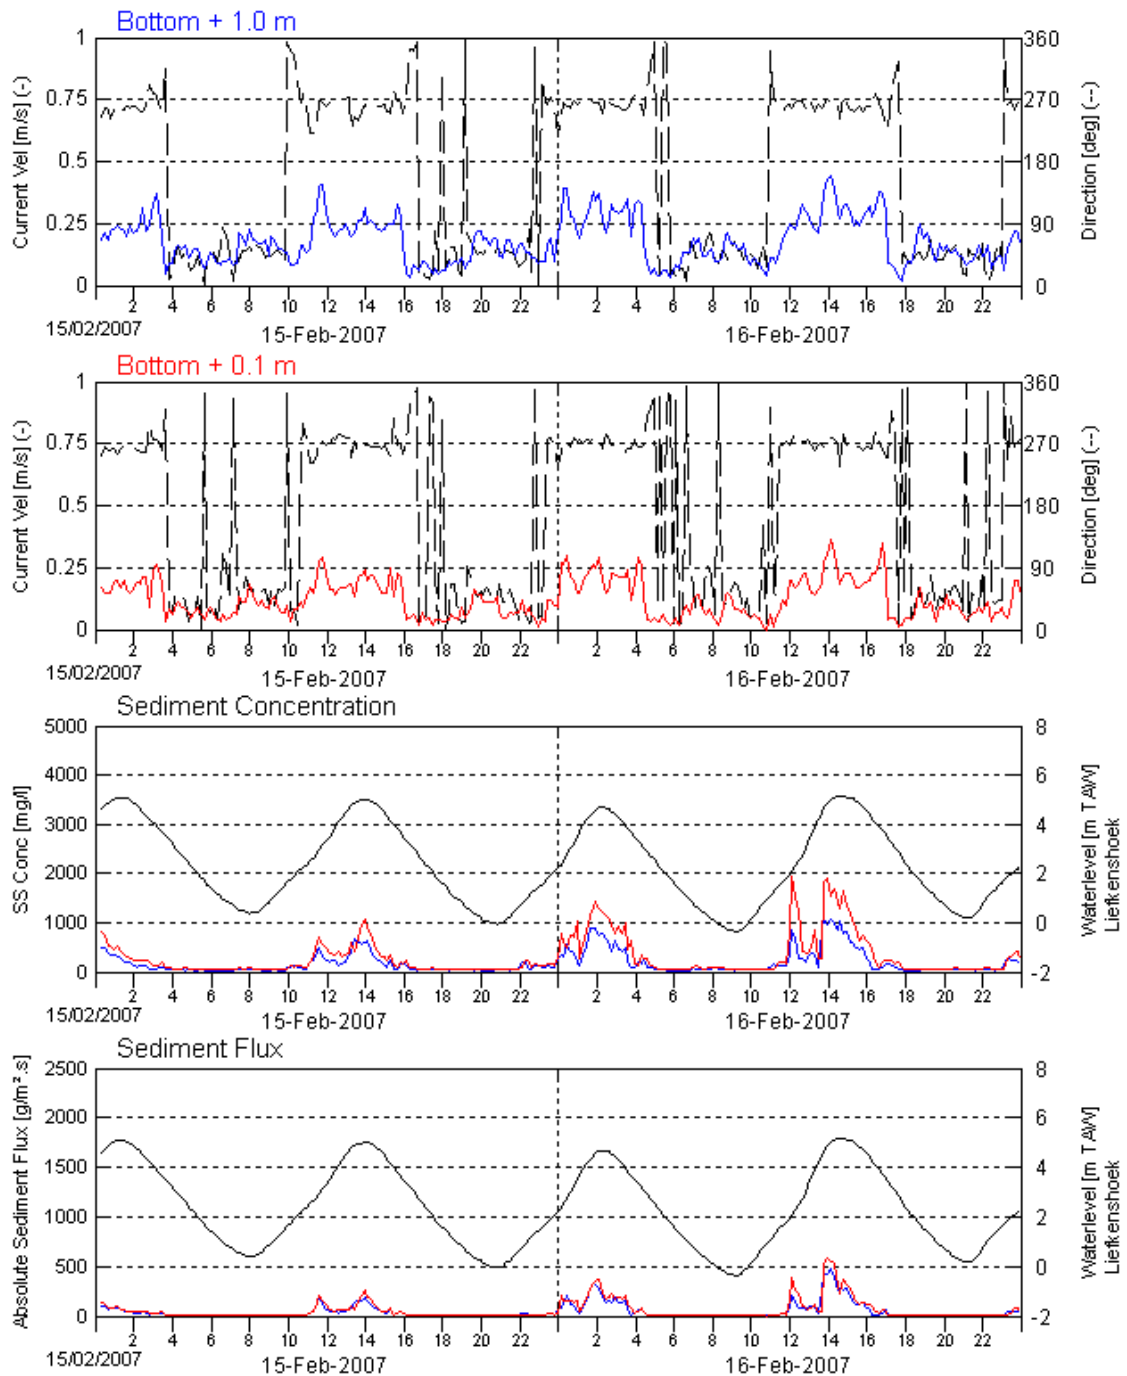 Bottom + 1.0 m
1 360
0.75 270
0.5 180
0.25 90
0 0
Current Vel [m/s] (-)
Direction [deg] (--)
2 4 6 8 10 12 14 16 18 20 22 2 4 6 8 10 12 14 16 18 20 22
15/02/2007
15-Feb-2007 16-Feb-2007
Bottom + 0.1 m
1 360
0.75 270
0.5 180
0.25 90
0 0
Current Vel [m/s] (-)
Direction [deg] (--)
2 4 6 8 10 12 14 16 18 20 22 2 4 6 8 10 12 14 16 18 20 22
15/02/2007
15-Feb-2007 16-Feb-2007
Sediment Concentration
5000 8
4000 6
3000 4
2000 2
1000 0
0 -2
SS Conc [mg/l]
Waterlevel [m TAW]
Liefkenshoek
2 4 6 8 10 12 14 16 18 20 22 2 4 6 8 10 12 14 16 18 20 22
15/02/2007
15-Feb-2007 16-Feb-2007
Sediment Flux
2500 8
2000 6
1500 4
1000 2
500 0
0 -2
Absolute Sediment Flux [g/m².s]
Waterlevel [m TAW]
Liefkenshoek
2 4 6 8 10 12 14 16 18 20 22 2 4 6 8 10 12 14 16 18 20 22
15/02/2007
15-Feb-2007 16-Feb-2007